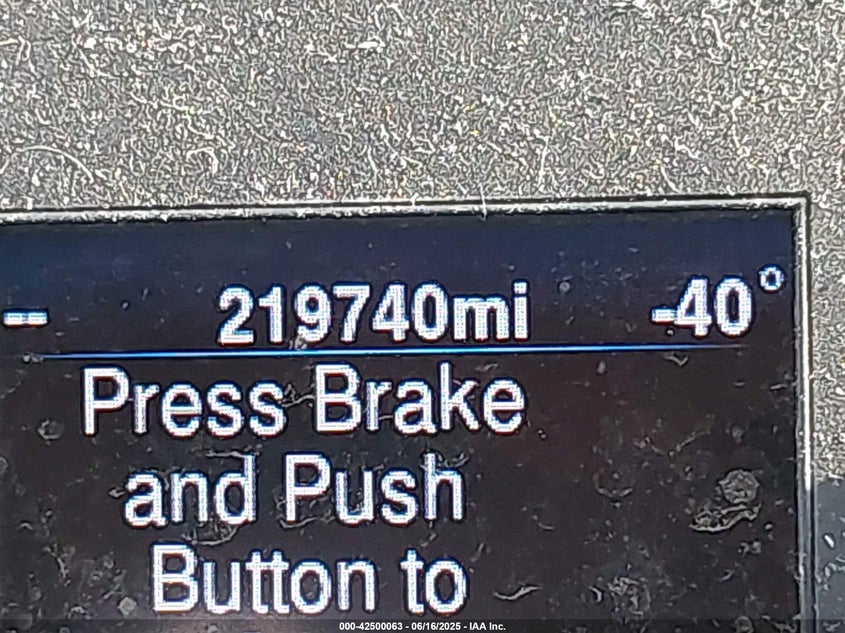 -- 219740mi -40°
Press Brake
and Push
Button to
000-42500063 - 06/16/2025 - IAA Inc.